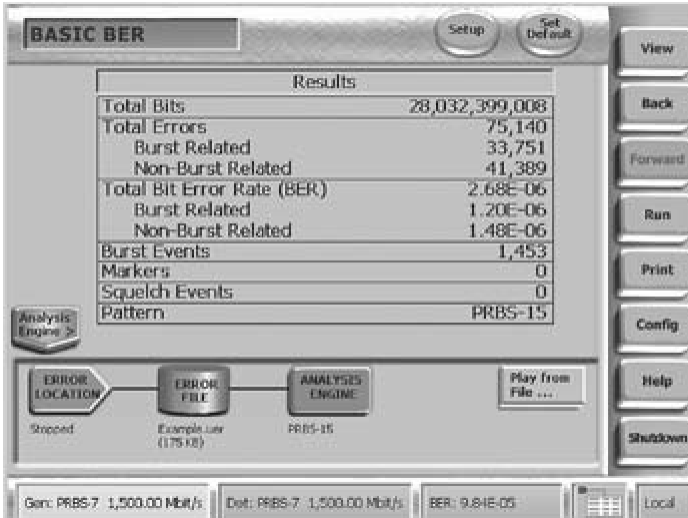 BASIC BER
Setup
Set Default
View
Back
Forward
Run
Print
Config
Help
Shutdown
Results
Total Bits 28,032,399,008
Total Errors 75,140
Burst Related 33,751
Non-Burst Related 41,389
Total Bit Error Rate (BER) 2.68E-06
Burst Related 1.20E-06
Non-Burst Related 1.48E-06
Burst Events 1,453
Markers 0
Squelch Events 0
Pattern PRBS-15
Analysis Engine >
ERROR LOCATION
ERROR FILE
ANALYSIS ENGINE
Play from File ...
Stopped
Example.uer (175 KB)
PRBS-15
Gen: PRBS-7 1,500.00 Mbit/s
Det: PRBS-7 1,500.00 Mbit/s
BER: 9.84E-05
Local